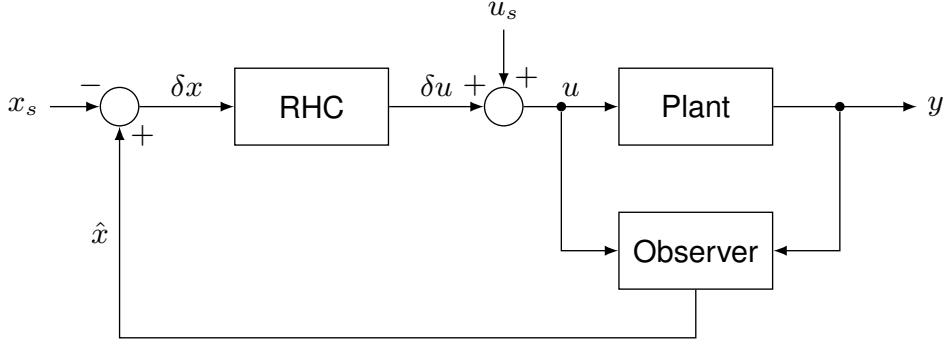 u_s
x_s − + δx RHC δu + + u Plant y
x̂
Observer